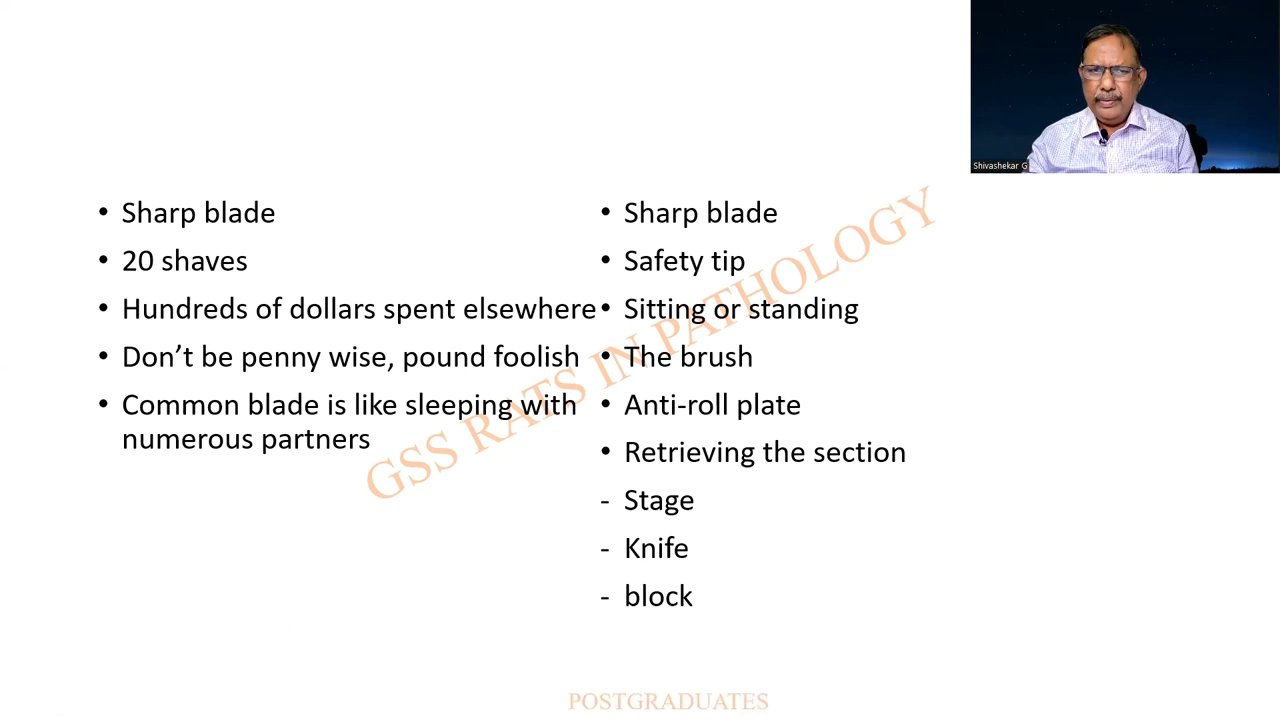 Shivashekar G
• Sharp blade
• 20 shaves
• Hundreds of dollars spent elsewhere
• Don’t be penny wise, pound foolish
• Common blade is like sleeping with
numerous partners
• Sharp blade
• Safety tip
• Sitting or standing
• The brush
• Anti-roll plate
• Retrieving the section
- Stage
- Knife
- block
GSS RATS IN PATHOLOGY
POSTGRADUATES